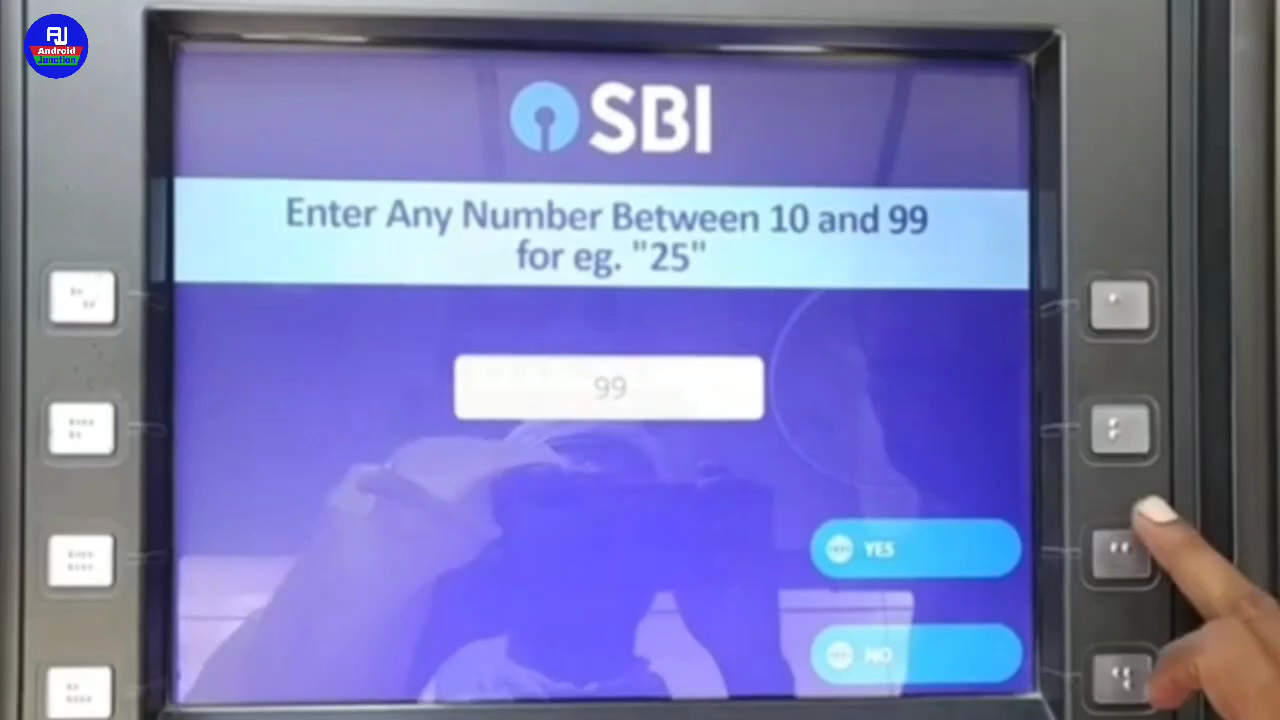 AJ
Android
Junction
SBI
Enter Any Number Between 10 and 99
for eg. "25"
99
YES
NO